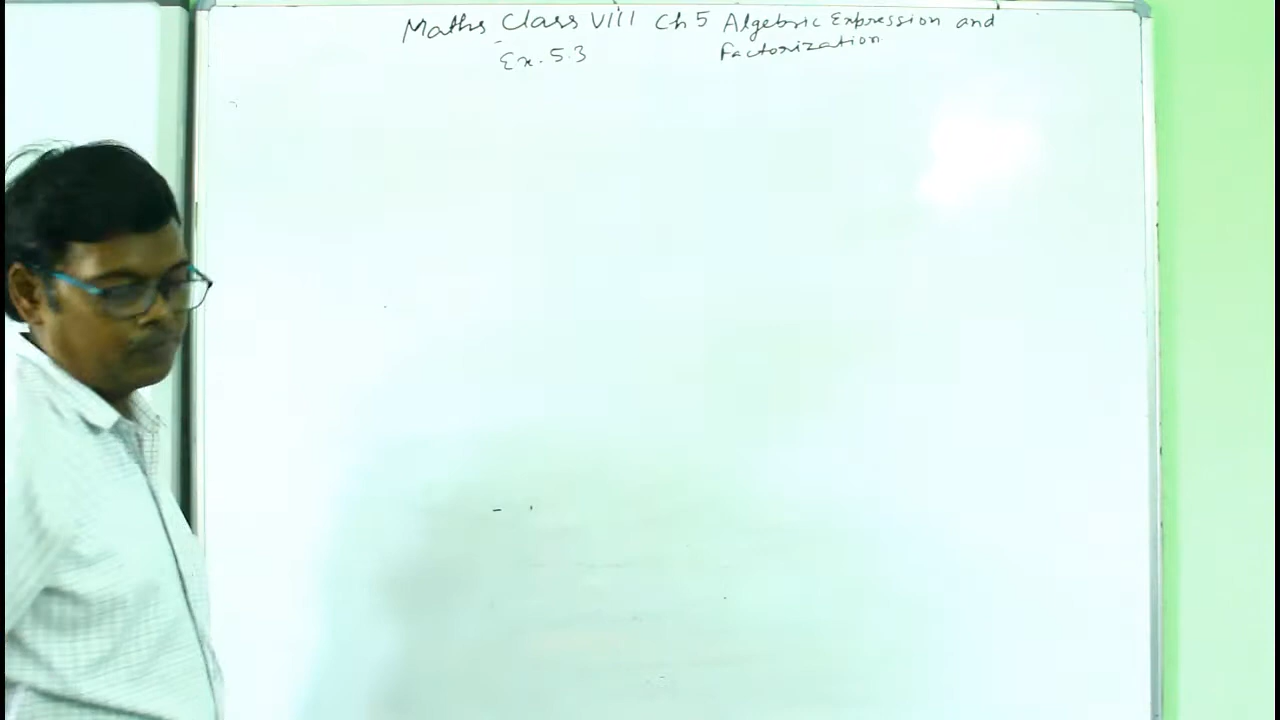 Maths Class VIII Ch 5 Algebric Expression and
Factorization
Ex. 5.3